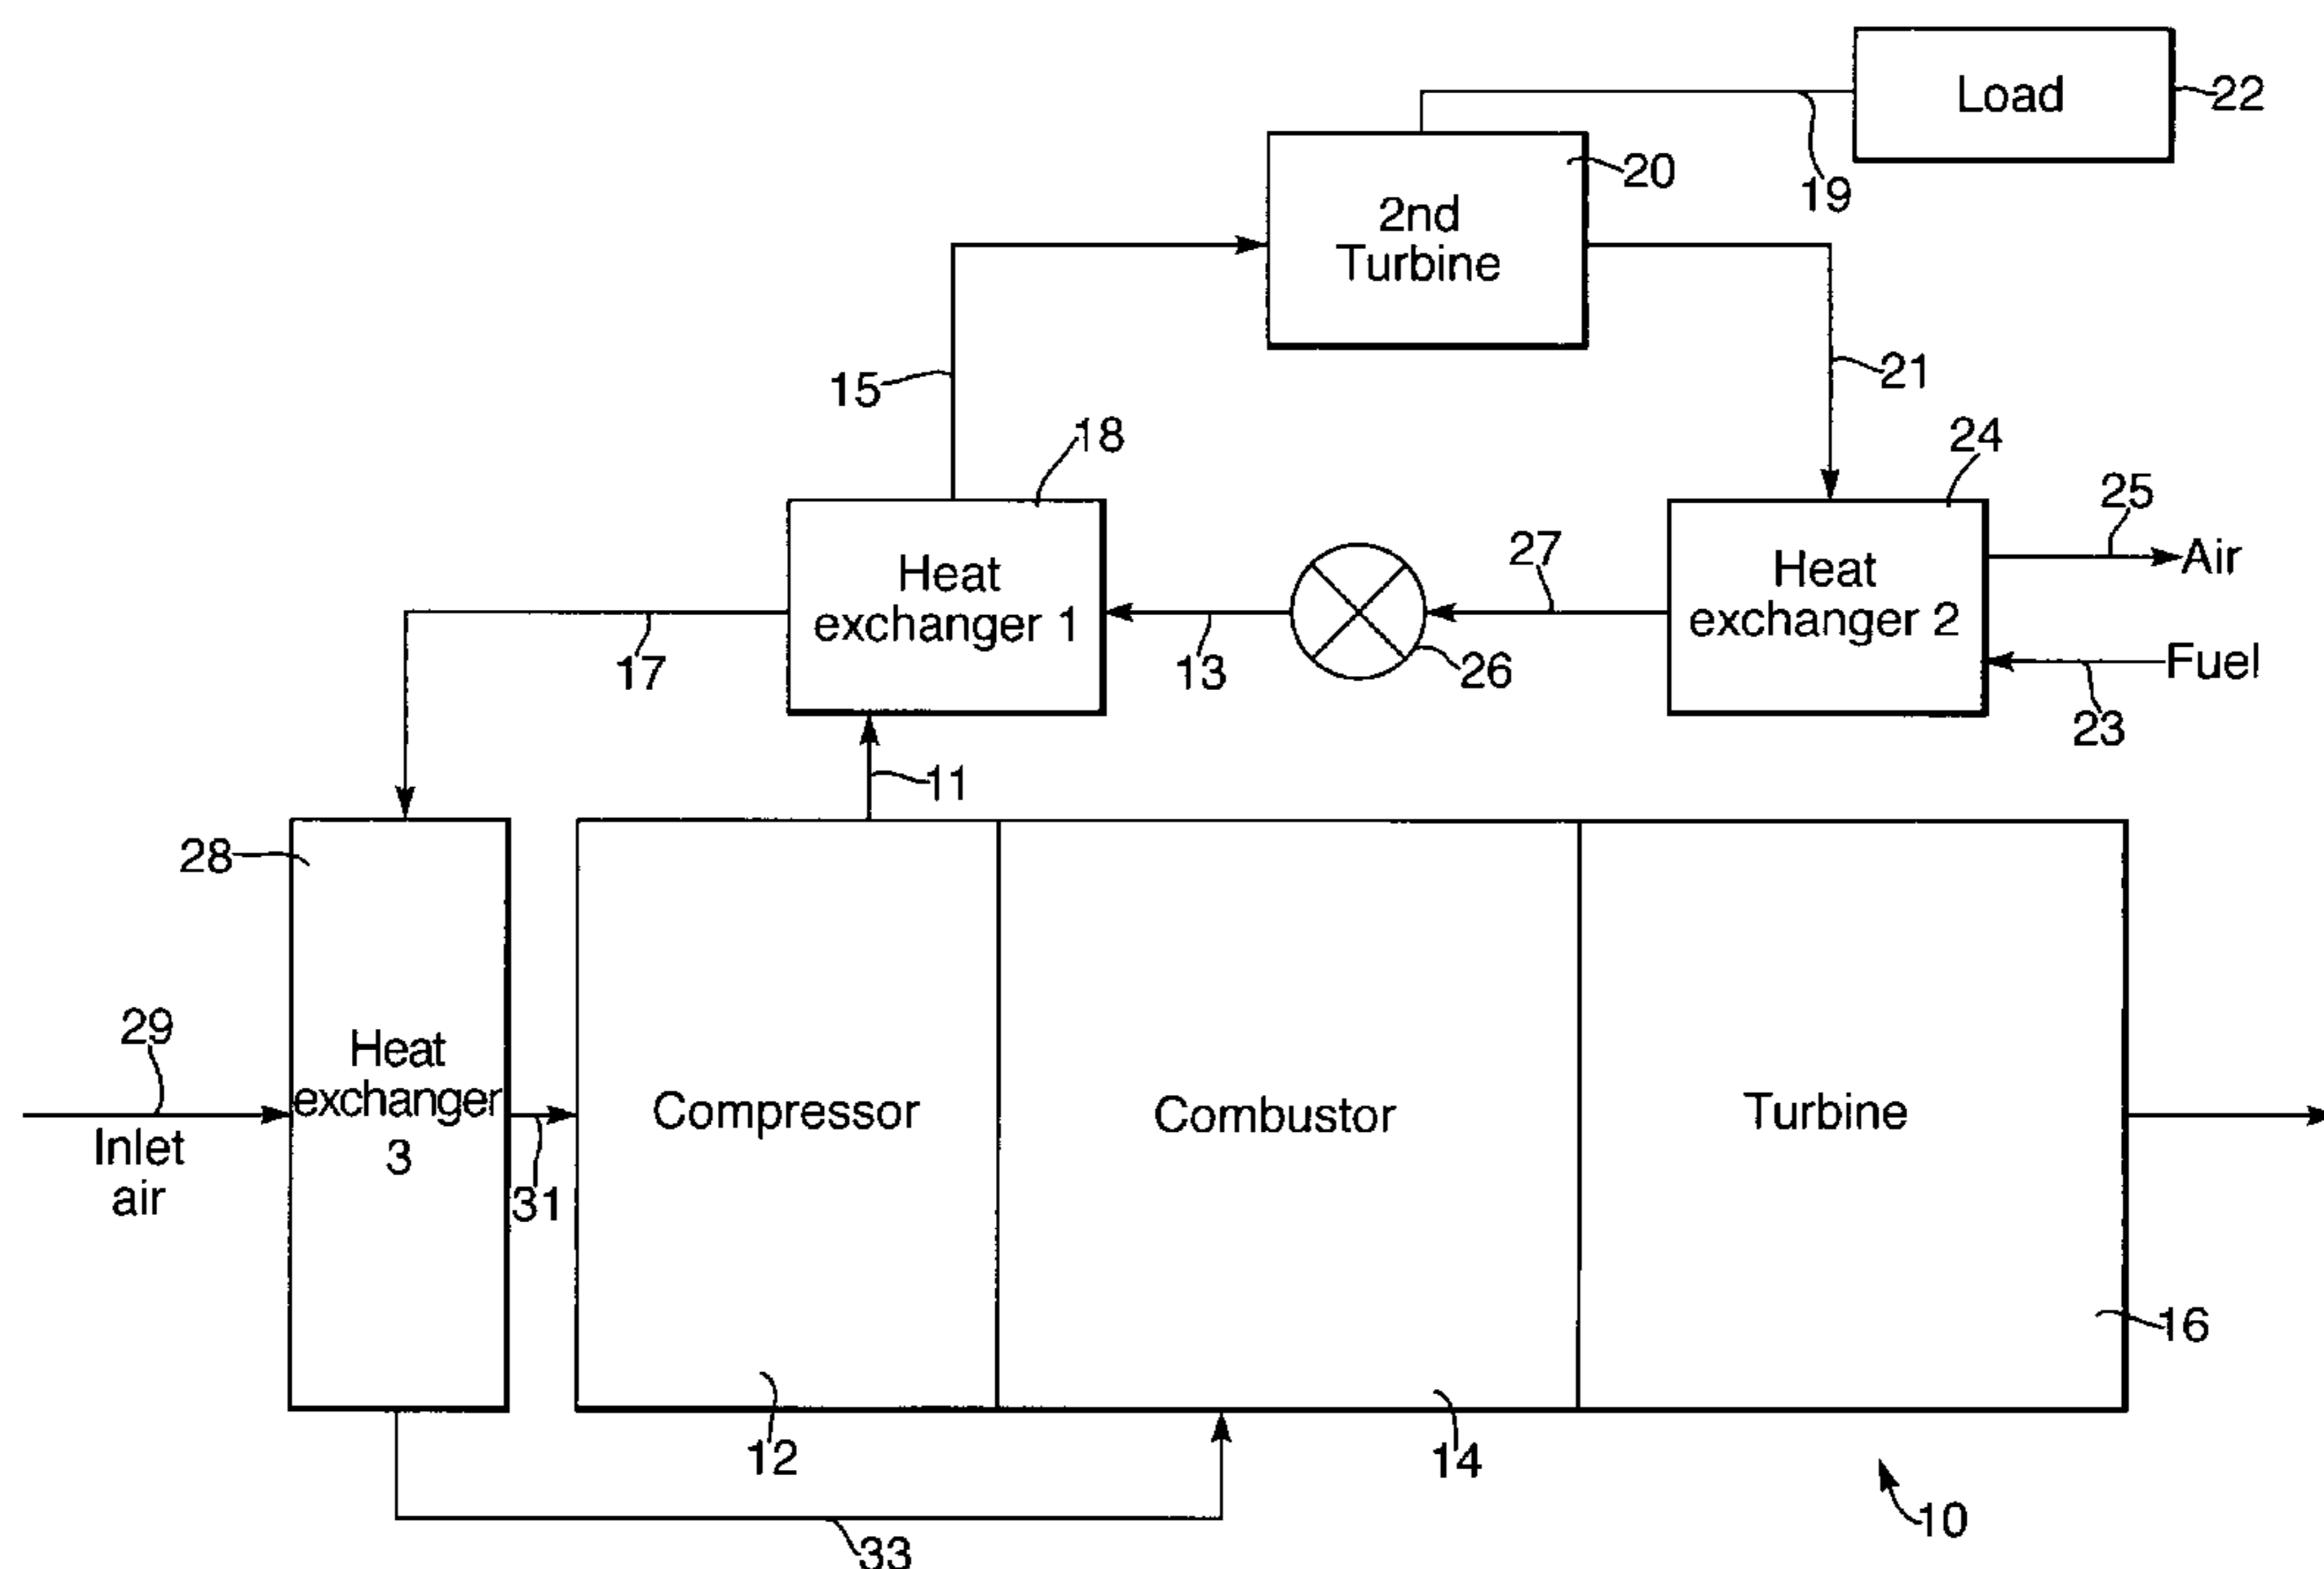 Load
22
20
19
2nd
Turbine
15
21
18
24
25
Air
27
Heat
exchanger 1
Heat
exchanger 2
17
13
26
Fuel
23
11
28
29
Heat
exchanger
3
Inlet
air
31
Compressor
Combustor
Turbine
16
12
14
10
33